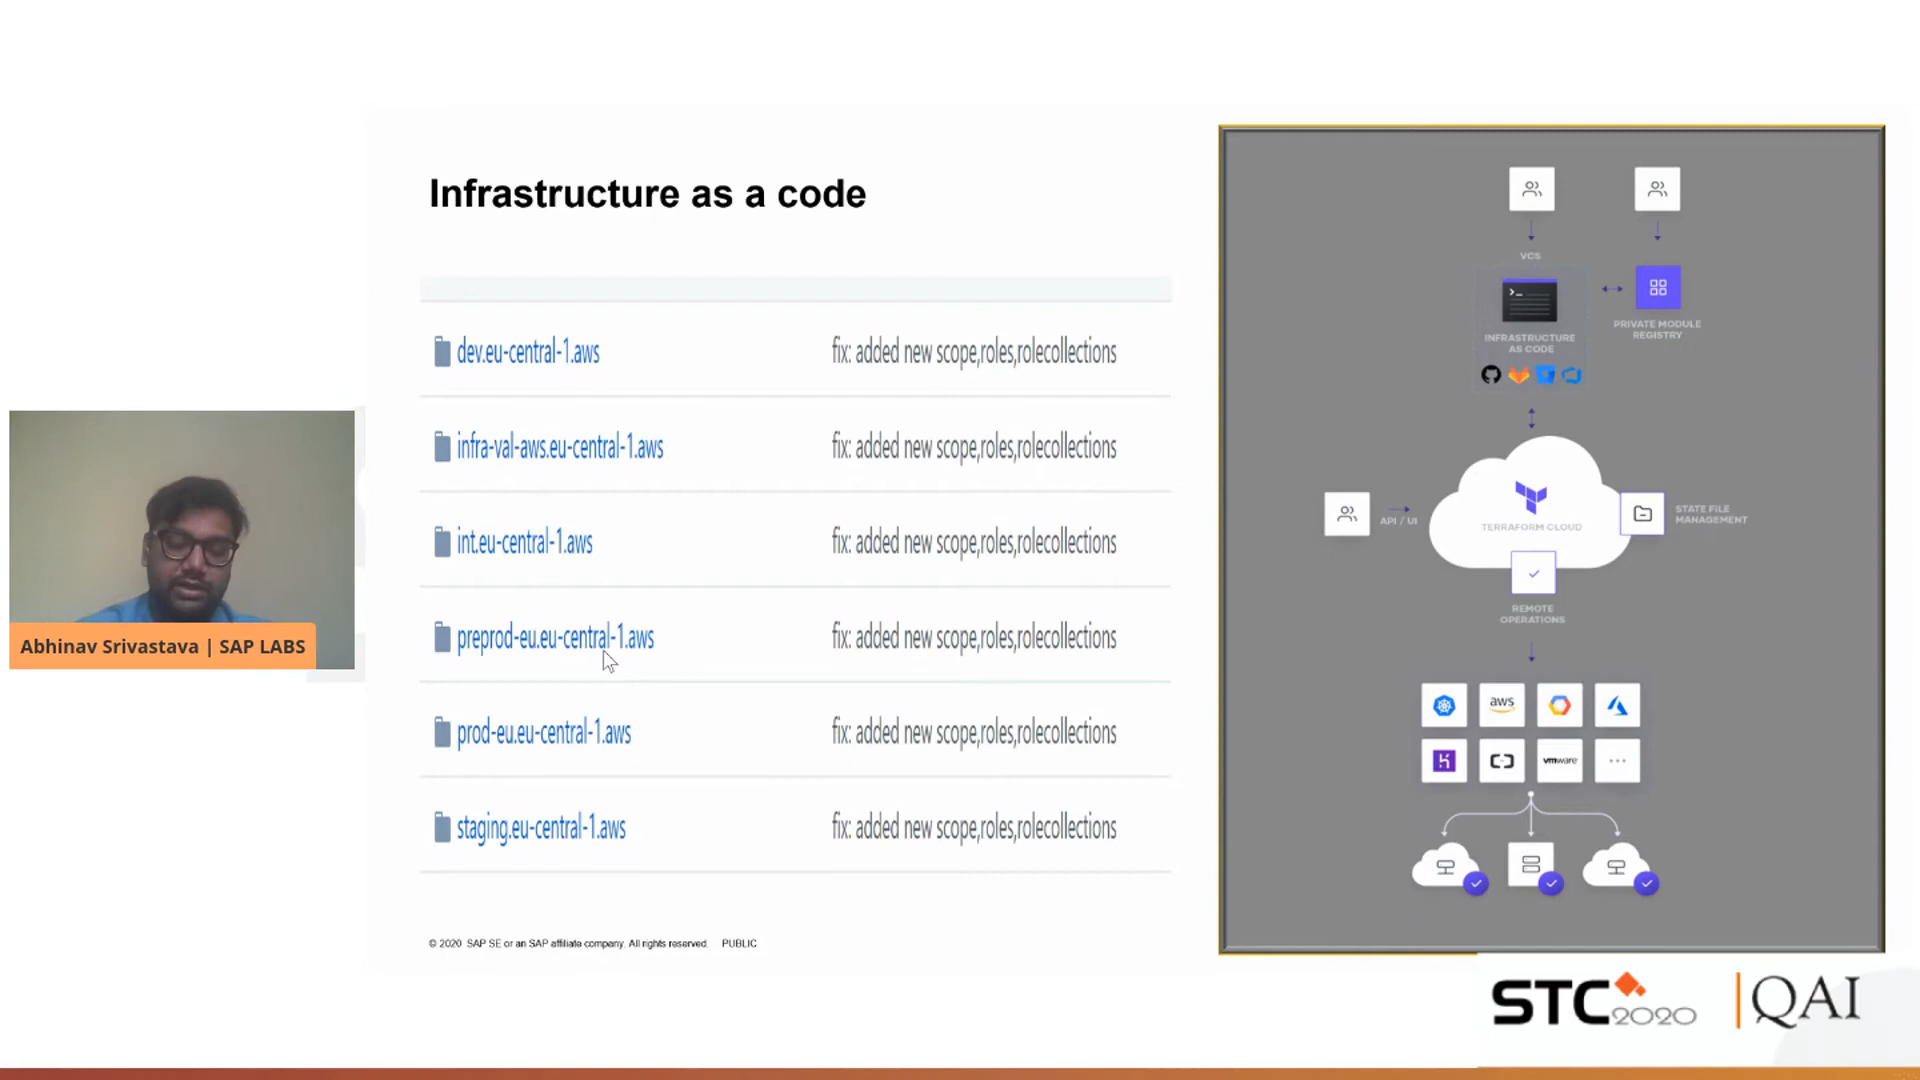 Infrastructure as a code
dev.eu-central-1.aws fix: added new scope,roles,rolecollections
infra-val-aws.eu-central-1.aws fix: added new scope,roles,rolecollections
int.eu-central-1.aws fix: added new scope,roles,rolecollections
preprod-eu.eu-central-1.aws fix: added new scope,roles,rolecollections
prod-eu.eu-central-1.aws fix: added new scope,roles,rolecollections
staging.eu-central-1.aws fix: added new scope,roles,rolecollections
© 2020 SAP SE or an SAP affiliate company. All rights reserved. PUBLIC
Abhinav Srivastava | SAP LABS
VCS
INFRASTRUCTURE
AS CODE
PRIVATE MODULE
REGISTRY
API / UI
TERRAFORM CLOUD
STATE FILE
MANAGEMENT
REMOTE
OPERATIONS
aws
vmware
STC2020
QAI